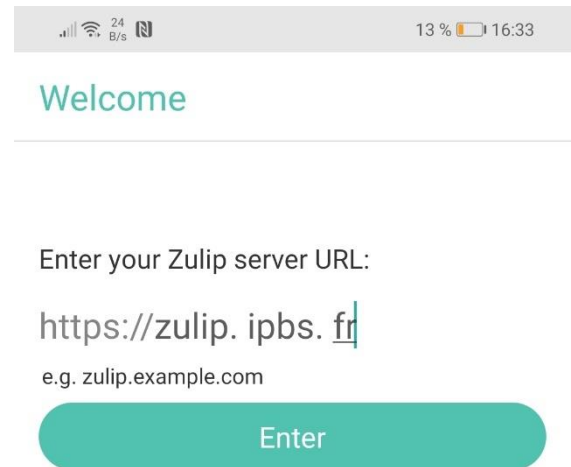 24
B/s
13 % 16:33
Welcome
Enter your Zulip server URL:
https://zulip. ipbs. fr
e.g. zulip.example.com
Enter